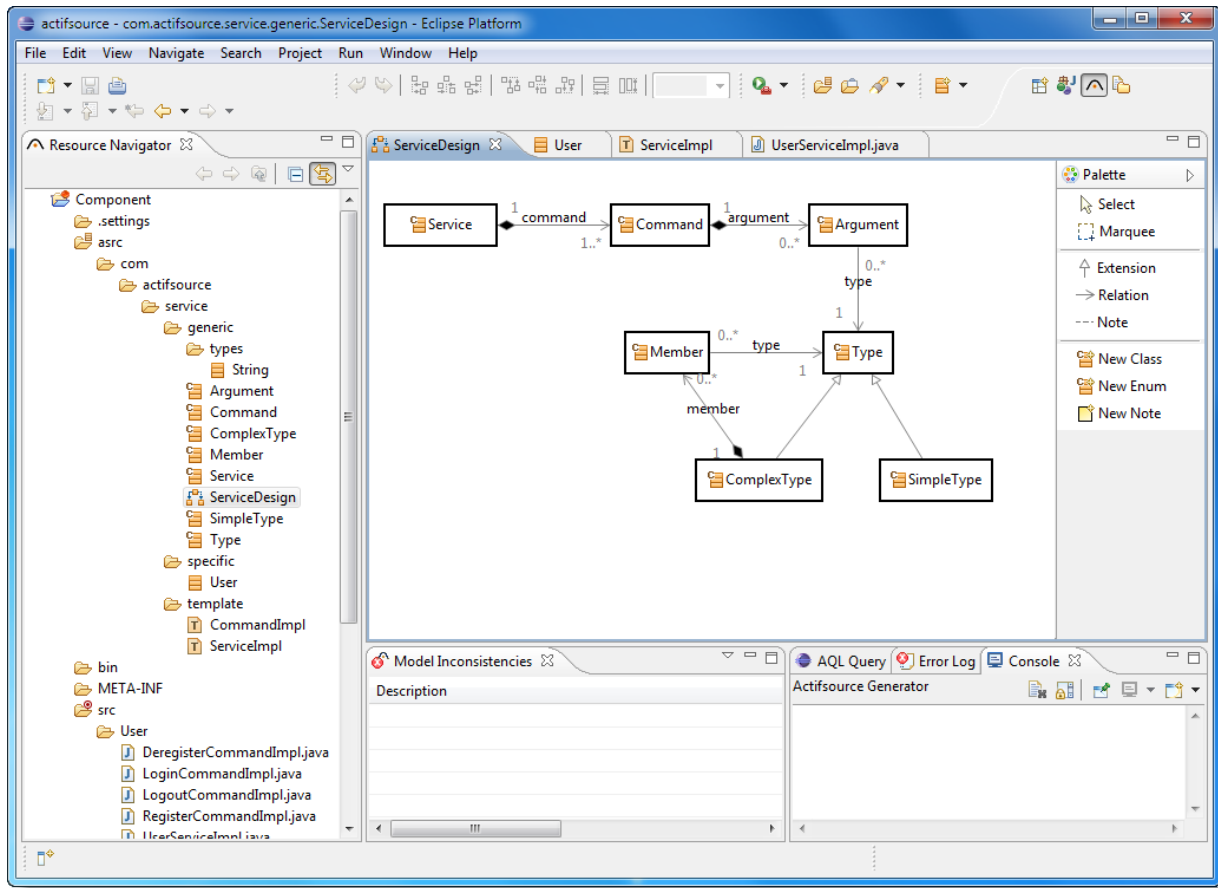 actifsource - com.actifsource.service.generic.ServiceDesign - Eclipse Platform
File Edit View Navigate Search Project Run Window Help
Resource Navigator
Component
.settings
asrc
com
actifsource
service
generic
types
String
Argument
Command
ComplexType
Member
Service
ServiceDesign
SimpleType
Type
specific
User
template
CommandImpl
ServiceImpl
bin
META-INF
src
User
DeregisterCommandImpl.java
LoginCommandImpl.java
LogoutCommandImpl.java
RegisterCommandImpl.java
UserServiceImpl.java
ServiceDesign User ServiceImpl UserServiceImpl.java
Service 1 command 1..* Command 1 argument 0..* Argument
0..*
type
1
Member 0..* type 1 Type
0..*
member
1
ComplexType SimpleType
Palette
Select
Marquee
Extension
Relation
Note
New Class
New Enum
New Note
Model Inconsistencies
Description
AQL Query Error Log Console
Actifsource Generator